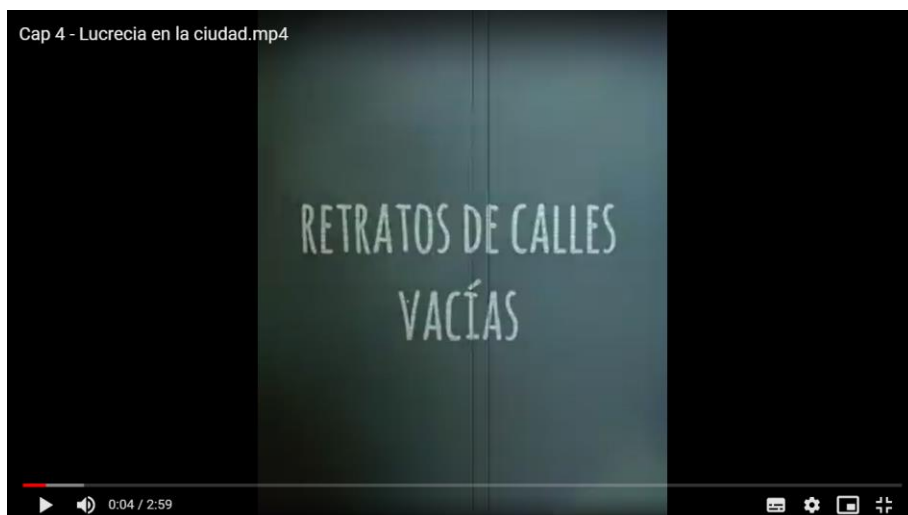 Cap 4 - Lucrecia en la ciudad.mp4
RETRATOS DE CALLES
VACÍAS
0:04 / 2:59